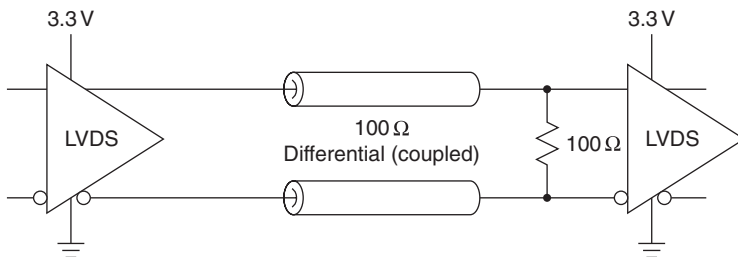 3.3 V
3.3 V
LVDS
100 Ω
Differential (coupled)
100 Ω
LVDS